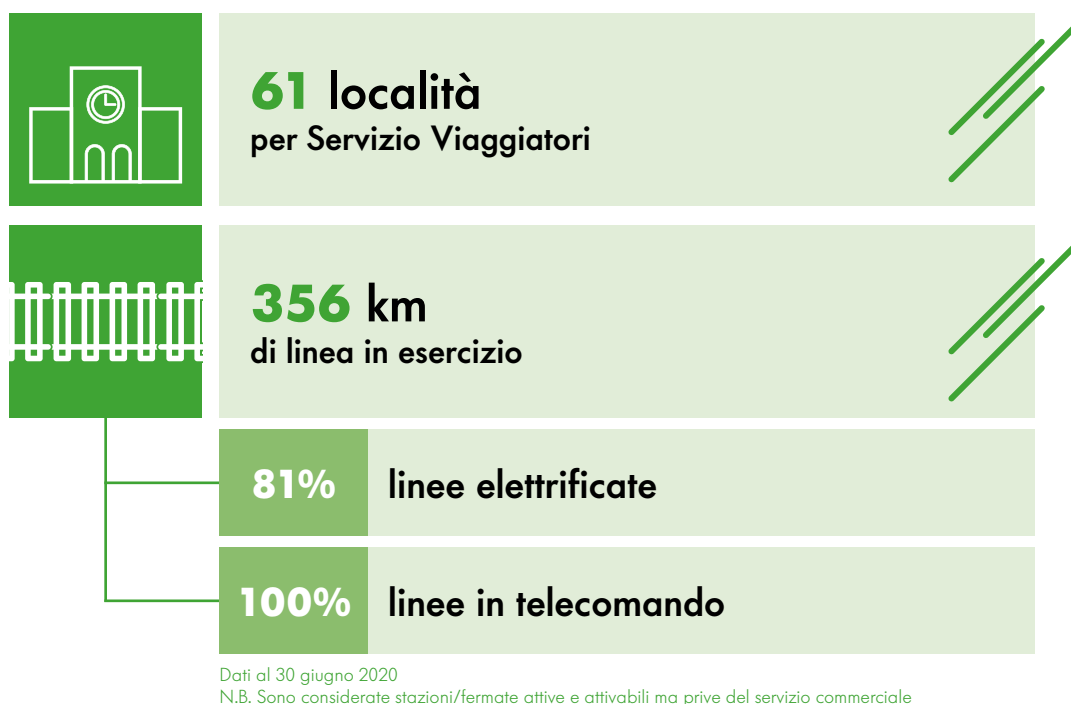 61 località
per Servizio Viaggiatori
356 km
di linea in esercizio
81% linee elettrificate
100% linee in telecomando
Dati al 30 giugno 2020
N.B. Sono considerate stazioni/fermate attive e attivabili ma prive del servizio commerciale